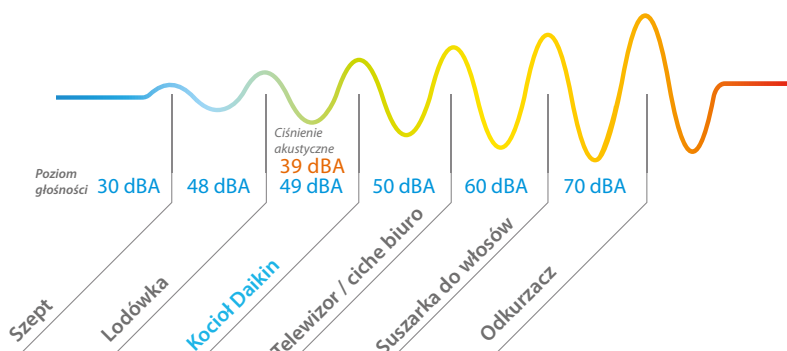 Ciśnienie
akustyczne
39 dBA
Poziom
głośności
30 dBA
48 dBA
49 dBA
50 dBA
60 dBA
70 dBA
Szept
Lodówka
Kocioł Daikin
Telewizor / ciche biuro
Suszarka do włosów
Odkurzacz